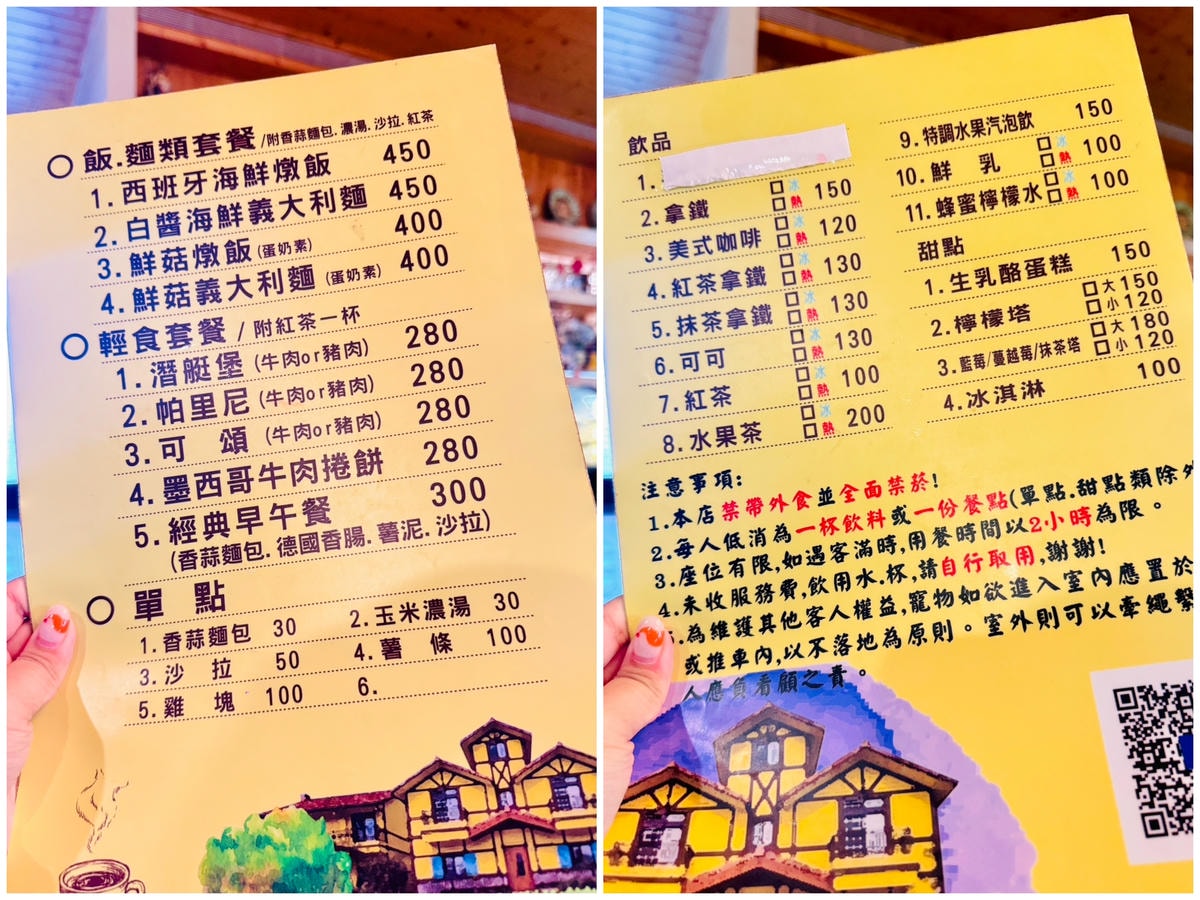 ○ 飯.麵類套餐/附香蒜麵包.濃湯.沙拉.紅茶
1.西班牙海鮮燉飯 450
2.白醬海鮮義大利麵 450
3.鮮菇燉飯(蛋奶素) 400
4.鮮菇義大利麵(蛋奶素) 400
○ 輕食套餐 / 附紅茶一杯
1.潛艇堡(牛肉or豬肉) 280
2.帕里尼(牛肉or豬肉) 280
3.可 頌 (牛肉or豬肉) 280
4.墨西哥牛肉捲餅 280
5.經典早午餐 300
(香蒜麵包.德國香腸.薯泥.沙拉)
○ 單 點
1.香蒜麵包 30 2.玉米濃湯 30
3.沙 拉 50 4.薯 條 100
5.雞 塊 100 6.
飲品
1.
2.拿鐵 □冰 □熱 150
3.美式咖啡 □冰 □熱 120
4.紅茶拿鐵 □冰 □熱 130
5.抹茶拿鐵 □冰 □熱 130
6.可可 □冰 □熱 130
7.紅茶 □冰 □熱 100
8.水果茶 □冰 □熱 200
9.特調水果汽泡飲 150
10.鮮 乳 □冰 □熱 100
11.蜂蜜檸檬水 □冰 □熱 100
甜點
1.生乳酪蛋糕 150
2.檸檬塔 □大150 □小120
3.藍莓/蔓越莓/抹茶塔 □大180 □小120
4.冰淇淋 100
注意事項:
1.本店禁帶外食並全面禁菸!
2.每人低消為一杯飲料或一份餐點(單點.甜點類除外
3.座位有限,如遇客滿時,用餐時間以2小時為限。
4.未收服務費,飲用水,杯,請自行取用,謝謝!
5.為維護其他客人權益,寵物如欲進入室內應置於
或推車內,以不落地為原則。室外則可以牽繩繫
人應負看顧之責。